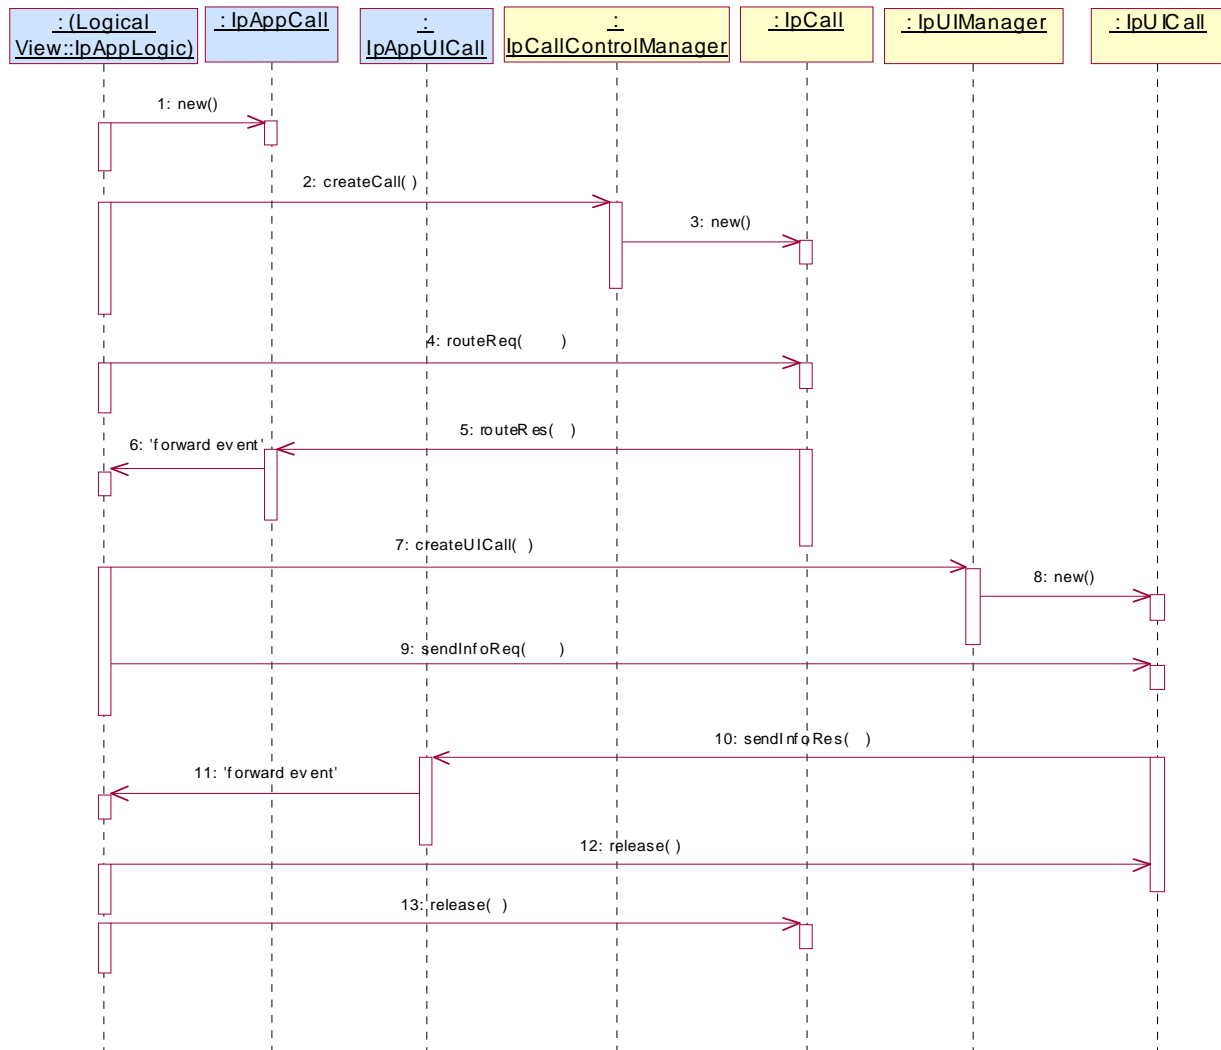 : (Logical
View::IpAppLogic)
: IpAppCall
:
IpAppUICall
:
IpCallControlManager
: IpCall
: IpUIManager
: IpUICall
1: new()
2: createCall( )
3: new()
4: routeReq( )
5: routeRes( )
6: 'forward event'
7: createUICall( )
8: new()
9: sendInfoReq( )
10: sendInfoRes( )
11: 'forward event'
12: release( )
13: release( )